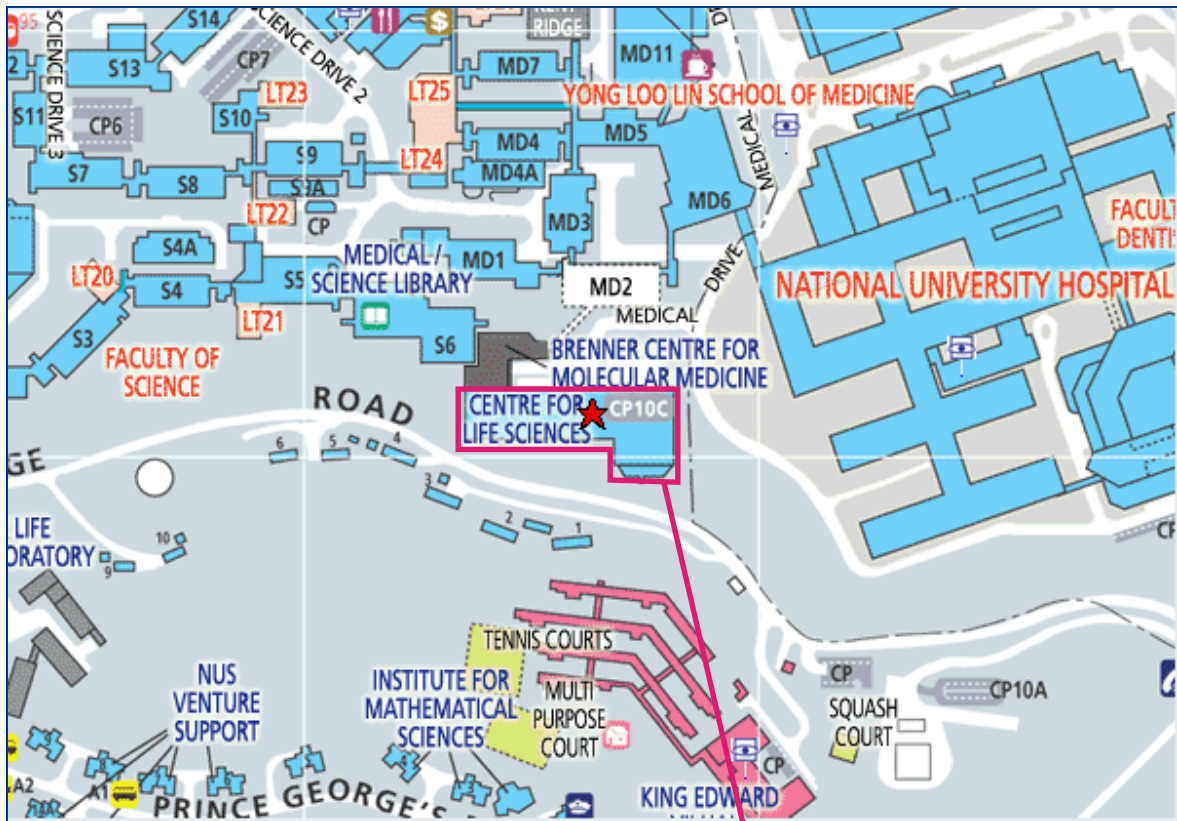 95
SCIENCE DRIVE 3
S14
SCIENCE DRIVE 2
RIDGE
MD11
S13
CP7
MD7
LT23
LT25
YONG LOO LIN SCHOOL OF MEDICINE
S11
CP6
S10
MD5
MD4
MEDICAL
S9
LT24
S7
S8
S9A
MD4A
MD6
LT22
CP
MD3
S4A
MEDICAL /
SCIENCE LIBRARY
MD1
DRIVE
LT20
S4
S5
MD2
NATIONAL UNIVERSITY HOSPITAL
LT21
MEDICAL
S3
S6
FACULTY OF
SCIENCE
BRENNER CENTRE FOR
MOLECULAR MEDICINE
ROAD
CENTRE FOR
LIFE SCIENCES
CP10C
6
5
4
3
2
1
LIFE
10
9
TENNIS COURTS
NUS
VENTURE
SUPPORT
INSTITUTE FOR
MATHEMATICAL
SCIENCES
MULTI
PURPOSE
COURT
CP
CP10A
SQUASH
COURT
CP
A2
A1
PRINCE GEORGE'S
KING EDWARD